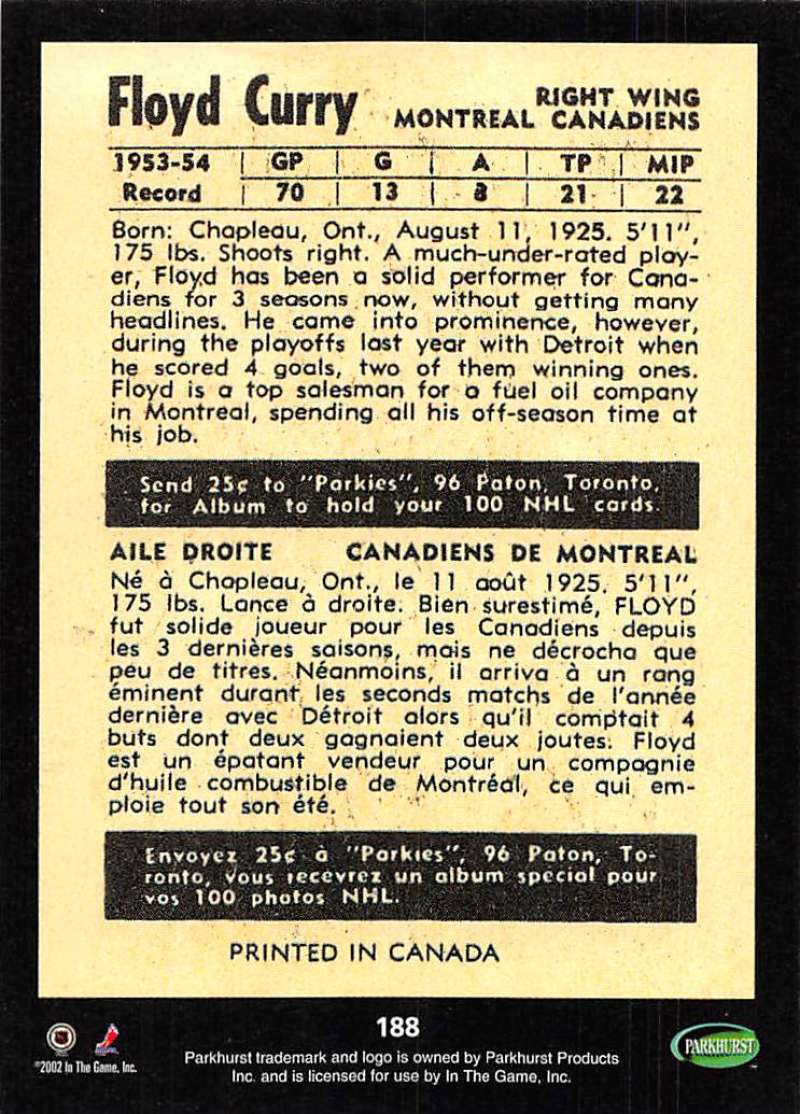 Floyd Curry
RIGHT WING
MONTREAL CANADIENS
1953-54 | GP | G | A | TP | MIP
Record | 70 | 13 | 8 | 21 | 22
Born: Chapleau, Ont., August 11, 1925. 5'11",
175 lbs. Shoots right. A much-under-rated play-
er, Floyd has been a solid performer for Cana-
diens for 3 seasons now, without getting many
headlines. He came into prominence, however,
during the playoffs last year with Detroit when
he scored 4 goals, two of them winning ones.
Floyd is a top salesman for a fuel oil company
in Montreal, spending all his off-season time at
his job.
Send 25¢ to "Parkies", 96 Paton, Toronto,
for Album to hold your 100 NHL cards.
AILE DROITE CANADIENS DE MONTREAL
Né à Chapleau, Ont., le 11 août 1925. 5'11",
175 lbs. Lance à droite. Bien surestimé, FLOYD
fut solide joueur pour les Canadiens depuis
les 3 dernières saisons, mais ne décrocha que
peu de titres. Néanmoins, il arriva à un rang
éminent durant les seconds matchs de l'année
dernière avec Détroit alors qu'il comptait 4
buts dont deux gagnaient deux joutes. Floyd
est un épatant vendeur pour un compagnie
d'huile combustible de Montréal, ce qui em-
ploie tout son été.
Envoyez 25¢ à "Parkies", 96 Paton, To-
ronto, vous recevrez un album special pour
vos 100 photos NHL.
PRINTED IN CANADA
188
©2002 In The Game, Inc.
Parkhurst trademark and logo is owned by Parkhurst Products
Inc. and is licensed for use by In The Game, Inc.
PARKHURST